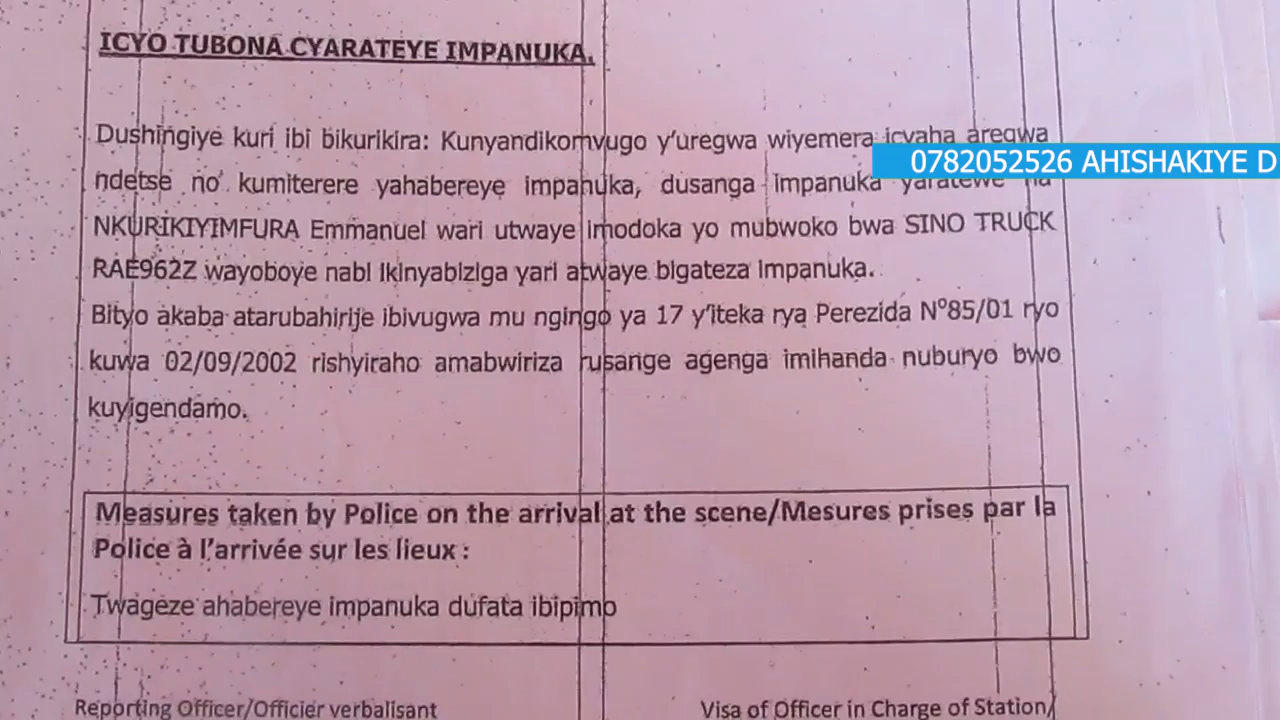 ICYO TUBONA CYARATEYE IMPANUKA.
Dushingiye kuri ibi bikurikira: Kunyandikomvugo y'uregwa wiyemera icyaha aregwa
0782052526 AHISHAKIYE D
ndetse no kumiterere yahabereye impanuka, dusanga impanuka yaratewe na
NKURIKIYIMFURA Emmanuel wari utwaye imodoka yo mubwoko bwa SINO TRUCK
RAE962Z wayoboye nabi ikinyabiziga yari atwaye bigateza impanuka.
Bityo akaba atarubahirije ibivugwa mu ngingo ya 17 y'iteka rya Perezida N°85/01 ryo
kuwa 02/09/2002 rishyiraho amabwiriza rusange agenga imihanda nuburyo bwo
kuyigendamo.
Measures taken by Police on the arrival at the scene/Mesures prises par la
Police à l'arrivée sur les lieux :
Twageze ahabereye impanuka dufata ibipimo
Reporting Officer/Officier verbalisant
Visa of Officer in Charge of Station/